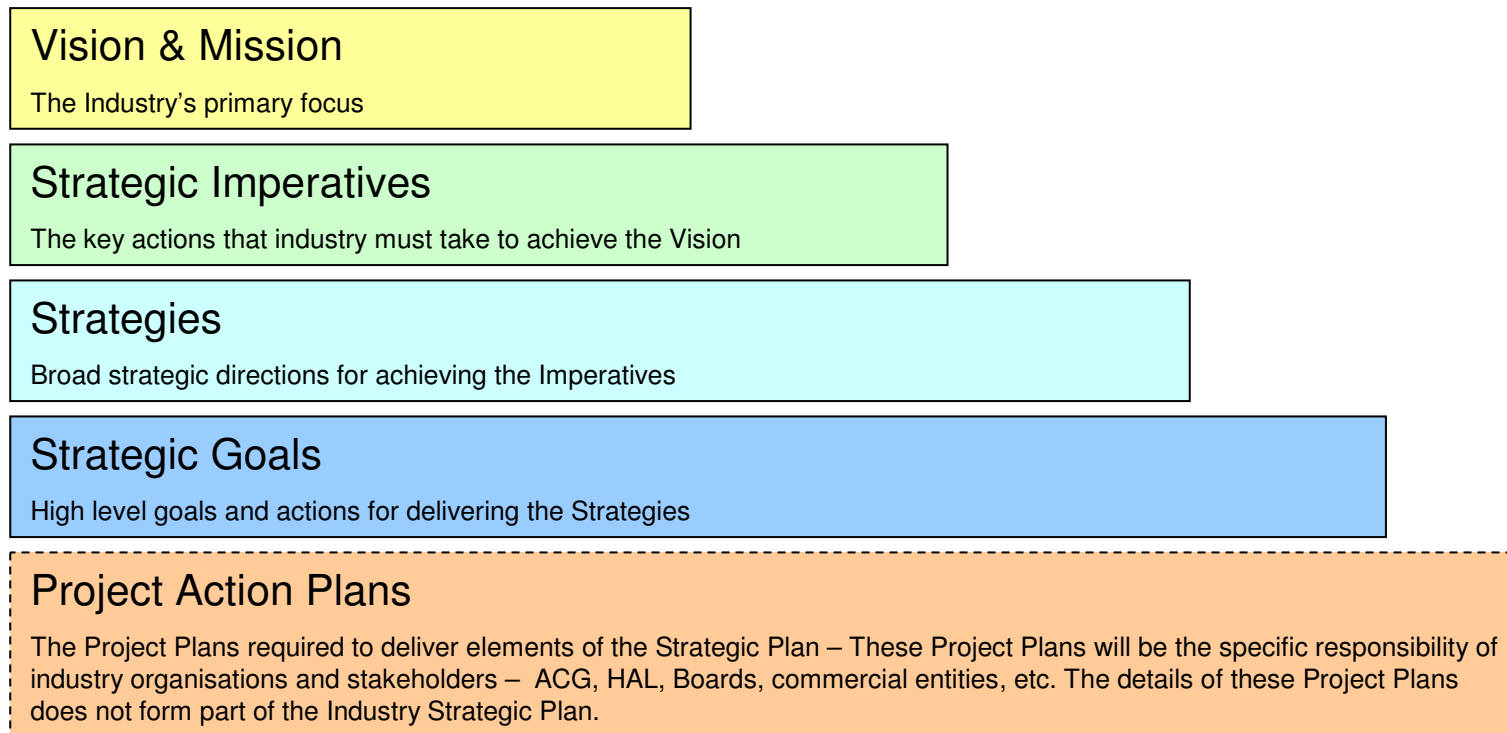 Vision & Mission
The Industry’s primary focus
Strategic Imperatives
The key actions that industry must take to achieve the Vision
Strategies
Broad strategic directions for achieving the Imperatives
Strategic Goals
High level goals and actions for delivering the Strategies
Project Action Plans
The Project Plans required to deliver elements of the Strategic Plan – These Project Plans will be the specific responsibility of
industry organisations and stakeholders –  ACG, HAL, Boards, commercial entities, etc. The details of these Project Plans
does not form part of the Industry Strategic Plan.